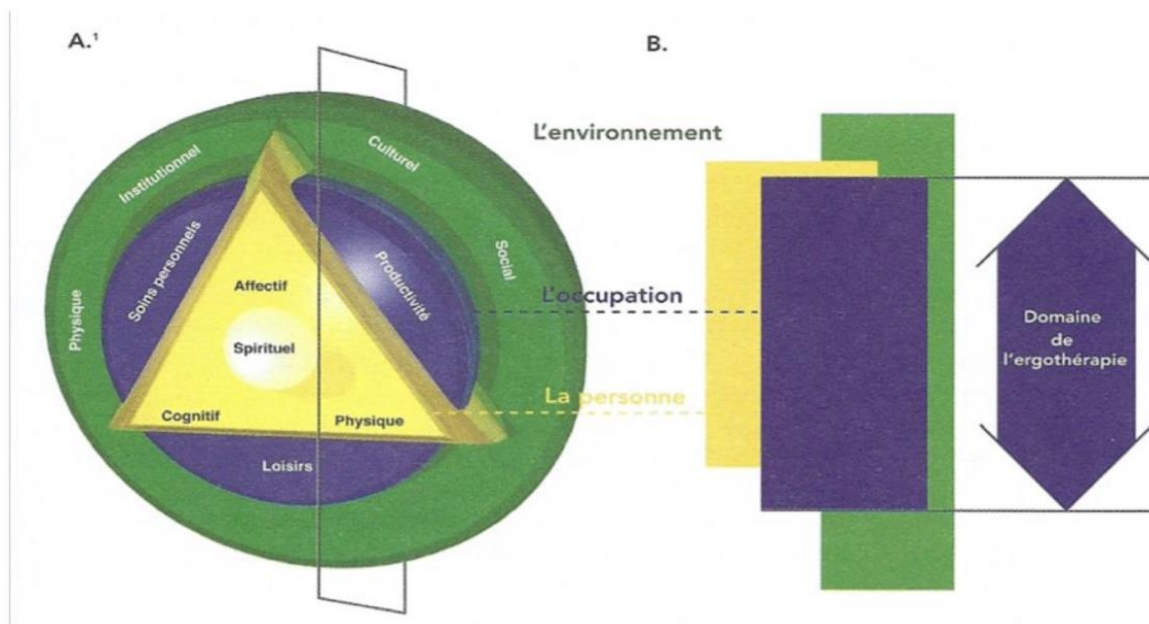 A.¹
B.
L'environnement
Culturel
Institutionnel
Social
Soins personnels
Productivité
Physique
Affectif
L'occupation
Spirituel
Domaine
de
l'ergothérapie
La personne
Cognitif
Physique
Loisirs